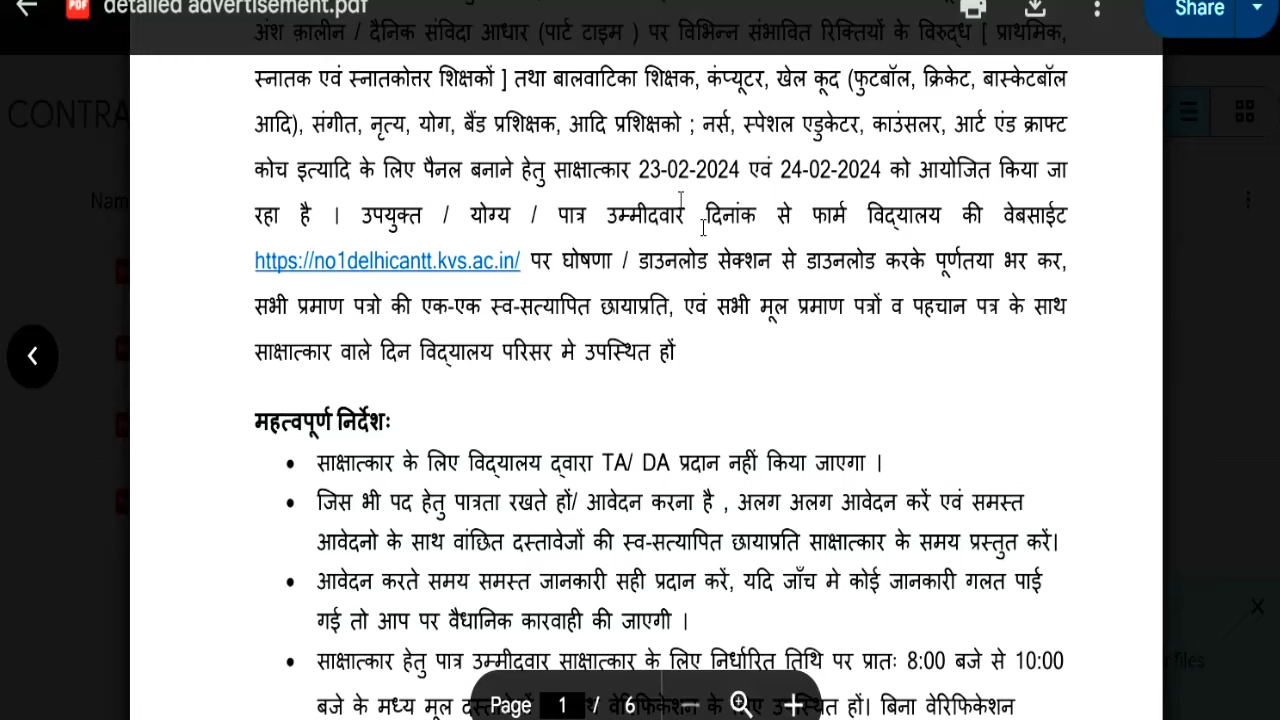 detailed advertisement.pdf
Share
अंश क़ालीन / दैनिक संविदा आधार (पार्ट टाइम ) पर विभिन्न संभावित रिक्तियों के विरुद्ध [ प्राथमिक,
स्नातक एवं स्नातकोत्तर शिक्षकों ] तथा बालवाटिका शिक्षक, कंप्यूटर, खेल कूद (फुटबॉल, क्रिकेट, बास्केटबॉल
आदि), संगीत, नृत्य, योग, बैंड प्रशिक्षक, आदि प्रशिक्षको ; नर्स, स्पेशल एडुकेटर, काउंसलर, आर्ट एंड क्राफ्ट
कोच इत्यादि के लिए पैनल बनाने हेतु साक्षात्कार 23-02-2024 एवं 24-02-2024 को आयोजित किया जा
रहा है । उपयुक्त / योग्य / पात्र उम्मीदवार दिनांक से फार्म विद्यालय की वेबसाईट
https://no1delhicantt.kvs.ac.in/ पर घोषणा / डाउनलोड सेक्शन से डाउनलोड करके पूर्णतया भर कर,
सभी प्रमाण पत्रो की एक-एक स्व-सत्यापित छायाप्रति, एवं सभी मूल प्रमाण पत्रों व पहचान पत्र के साथ
साक्षात्कार वाले दिन विद्यालय परिसर मे उपस्थित हों
महत्वपूर्ण निर्देशः
• साक्षात्कार के लिए विद्यालय द्वारा TA/ DA प्रदान नहीं किया जाएगा ।
• जिस भी पद हेतु पात्रता रखते हों/ आवेदन करना है , अलग अलग आवेदन करें एवं समस्त
आवेदनो के साथ वांछित दस्तावेजों की स्व-सत्यापित छायाप्रति साक्षात्कार के समय प्रस्तुत करें।
• आवेदन करते समय समस्त जानकारी सही प्रदान करें, यदि जाँच मे कोई जानकारी गलत पाई
गई तो आप पर वैधानिक कारवाही की जाएगी ।
• साक्षात्कार हेतु पात्र उम्मीदवार साक्षात्कार के लिए निर्धारित तिथि पर प्रातः 8:00 बजे से 10:00
बजे के मध्य मूल वेरिफिकेशन के लिए उपस्थित हों। बिना वेरिफिकेशन
Page 1 / 6
CONTRA
Nam
files